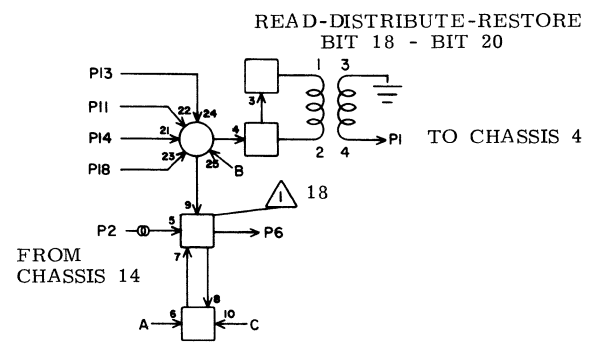 READ-DISTRIBUTE-RESTORE
BIT 18 - BIT 20
P13
1 3
P11
22 24 3
P14 21 4 2 4 P1 TO CHASSIS 4
P18 23 25 B
1 18
9
P2 5 P6
FROM
CHASSIS 14
7
8
A 6 10 C